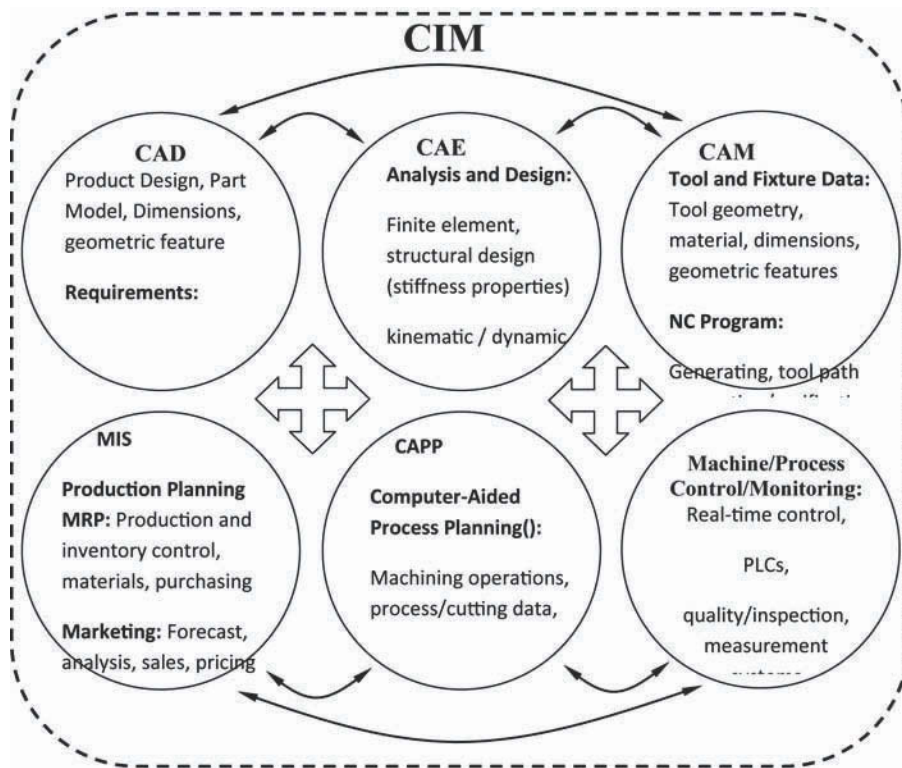 CIM
CAD
Product Design, Part
Model, Dimensions,
geometric feature
Requirements:
CAE
Analysis and Design:
Finite element,
structural design
(stiffness properties)
kinematic / dynamic
CAM
Tool and Fixture Data:
Tool geometry,
material, dimensions,
geometric features
NC Program:
Generating, tool path
MIS
Production Planning
MRP: Production and
inventory control,
materials, purchasing
Marketing: Forecast,
analysis, sales, pricing
CAPP
Computer-Aided
Process Planning():
Machining operations,
process/cutting data,
Machine/Process
Control/Monitoring:
Real-time control,
PLCs,
quality/inspection,
measurement